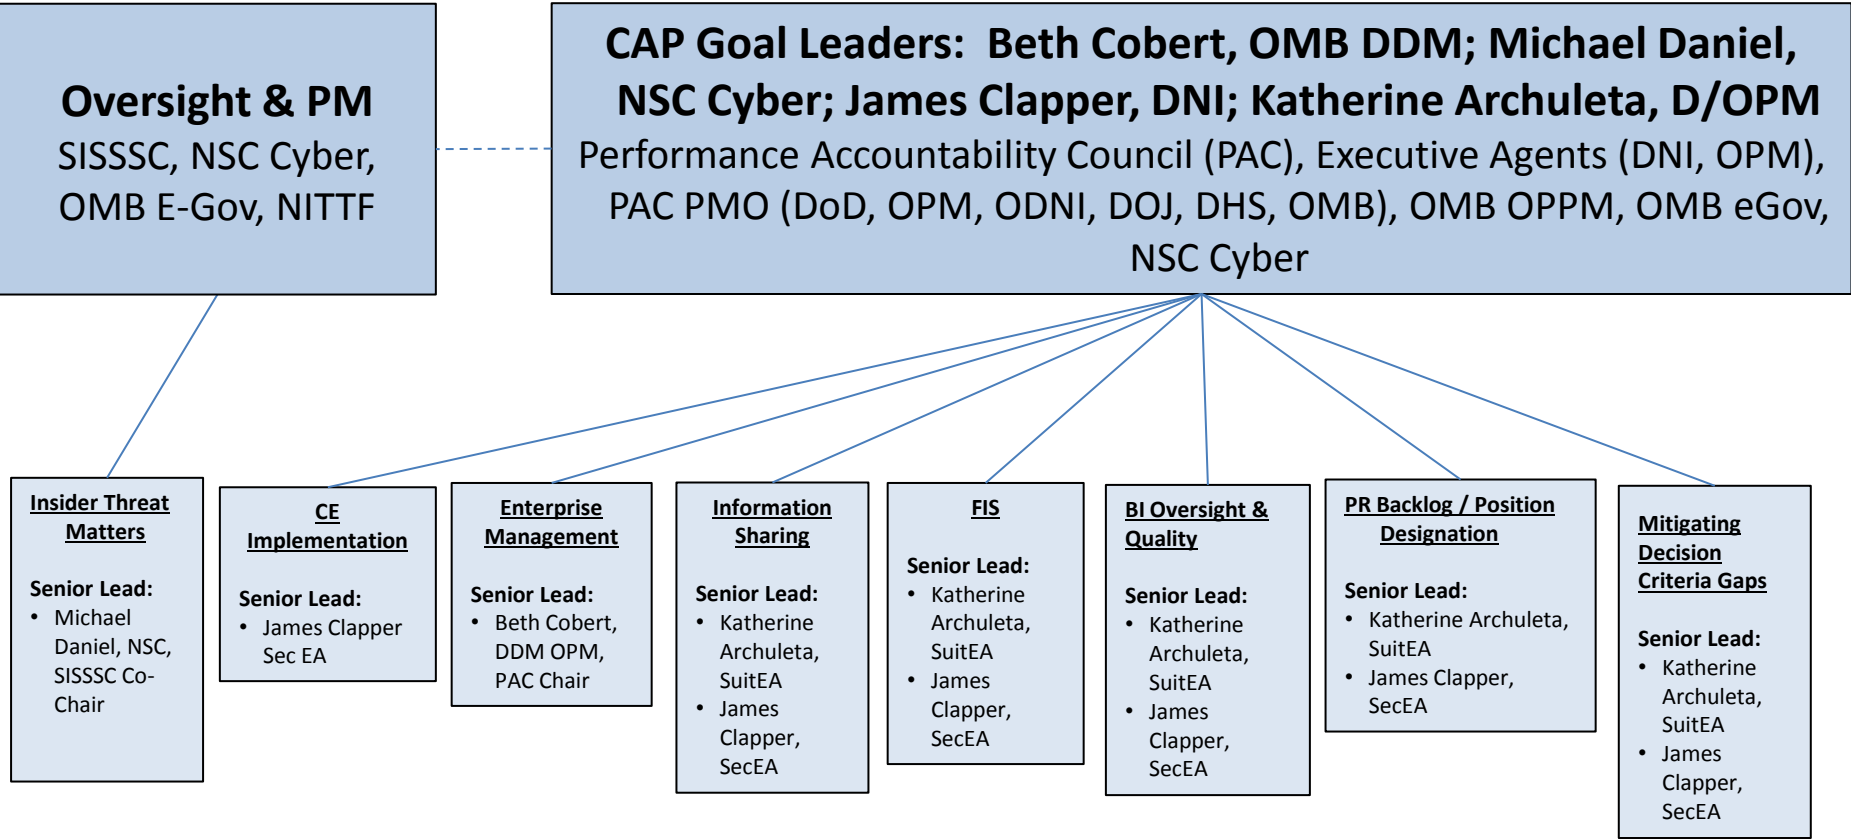 Oversight & PM
SISSSC, NSC Cyber,
OMB E-Gov, NITTF
CAP Goal Leaders: Beth Cobert, OMB DDM; Michael Daniel,
NSC Cyber; James Clapper, DNI; Katherine Archuleta, D/OPM
Performance Accountability Council (PAC), Executive Agents (DNI, OPM),
PAC PMO (DoD, OPM, ODNI, DOJ, DHS, OMB), OMB OPPM, OMB eGov,
NSC Cyber
Insider Threat
Matters
Senior Lead:
• Michael
Daniel, NSC,
SISSSC Co-
Chair
CE
Implementation
Senior Lead:
• James Clapper
Sec EA
Enterprise
Management
Senior Lead:
• Beth Cobert,
DDM OPM,
PAC Chair
Information
Sharing
Senior Lead:
• Katherine
Archuleta,
SuitEA
• James
Clapper,
SecEA
FIS
Senior Lead:
• Katherine
Archuleta,
SuitEA
• James
Clapper,
SecEA
BI Oversight &
Quality
Senior Lead:
• Katherine
Archuleta,
SuitEA
• James
Clapper,
SecEA
PR Backlog / Position
Designation
Senior Lead:
• Katherine Archuleta,
SuitEA
• James Clapper,
SecEA
Mitigating
Decision
Criteria Gaps
Senior Lead:
• Katherine
Archuleta,
SuitEA
• James
Clapper,
SecEA